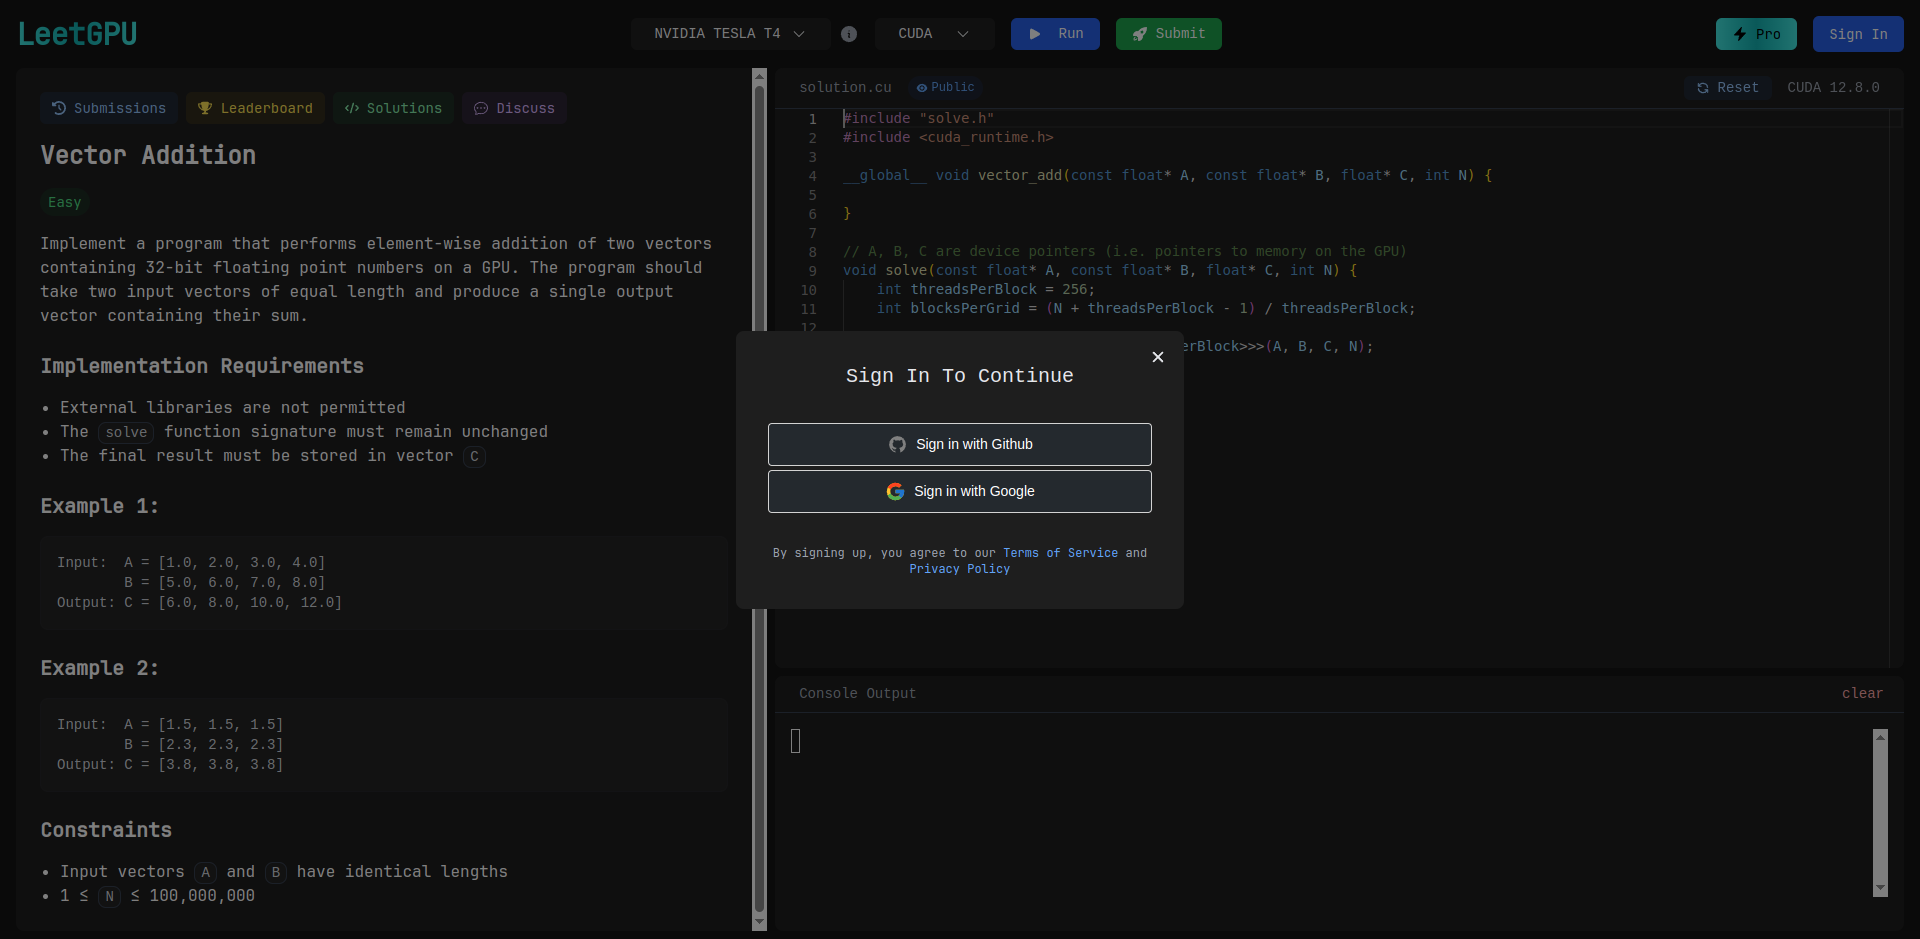 LeetGPU
NVIDIA TESLA T4
CUDA
Run
Submit
Pro
Sign In
Submissions
Leaderboard
Solutions
Discuss
Vector Addition
Easy
Implement a program that performs element-wise addition of two vectors
containing 32-bit floating point numbers on a GPU. The program should
take two input vectors of equal length and produce a single output
vector containing their sum.
Implementation Requirements
External libraries are not permitted
The solve function signature must remain unchanged
The final result must be stored in vector C
Example 1:
Input:  A = [1.0, 2.0, 3.0, 4.0]
B = [5.0, 6.0, 7.0, 8.0]
Output: C = [6.0, 8.0, 10.0, 12.0]
Example 2:
Input:  A = [1.5, 1.5, 1.5]
B = [2.3, 2.3, 2.3]
Output: C = [3.8, 3.8, 3.8]
Constraints
Input vectors A and B have identical lengths
1 ≤ N ≤ 100,000,000
solution.cu
Public
Reset
CUDA 12.8.0
1 #include "solve.h"
2 #include <cuda_runtime.h>
3
4 __global__ void vector_add(const float* A, const float* B, float* C, int N) {
5
6 }
7
8 // A, B, C are device pointers (i.e. pointers to memory on the GPU)
9 void solve(const float* A, const float* B, float* C, int N) {
10 int threadsPerBlock = 256;
11 int blocksPerGrid = (N + threadsPerBlock - 1) / threadsPerBlock;
12
erBlock>>>(A, B, C, N);
Sign In To Continue
Sign in with Github
Sign in with Google
By signing up, you agree to our Terms of Service and
Privacy Policy
Console Output
clear